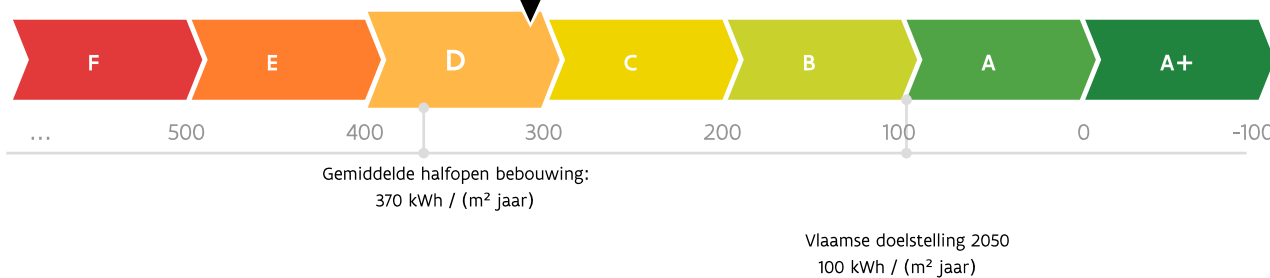 F E D C B A A+
... 500 400 300 200 100 0 -100
Gemiddelde halfopen bebouwing:
370 kWh / (m² jaar)
Vlaamse doelstelling 2050
100 kWh / (m² jaar)